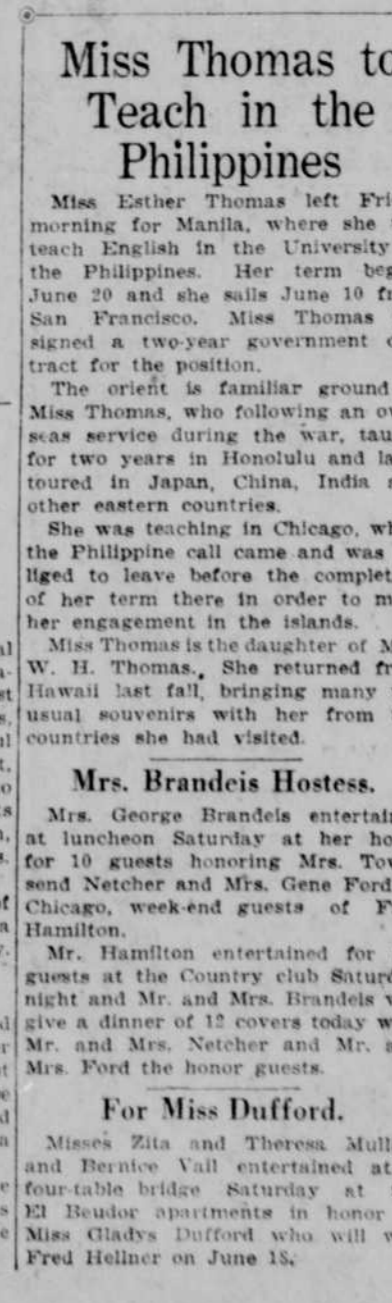 Miss Thomas to
Teach in the
Philippines
Miss Esther Thomas left Fri-
morning for Manila, where she
teach English in the University
the Philippines. Her term beg
June 20 and she sails June 10 fr
San Francisco. Miss Thomas
signed a two-year government c
tract for the position.
The orient is familiar ground
Miss Thomas, who following an ov
seas service during the war, tau
for two years in Honolulu and la
toured in Japan, China, India a
other eastern countries.
She was teaching in Chicago, wh
the Philippine call came and was
liged to leave before the complet
of her term there in order to m
her engagement in the islands.
Miss Thomas is the daughter of M
W. H. Thomas. She returned fr
Hawaii last fall, bringing many
usual souvenirs with her from
countries she had visited.
Mrs. Brandeis Hostess.
Mrs. George Brandeis entertain
at luncheon Saturday at her ho
for 10 guests honoring Mrs. Tow
send Netcher and Mrs. Gene Ford
Chicago, week-end guests of F
Hamilton.
Mr. Hamilton entertained for
guests at the Country club Saturd
night and Mr. and Mrs. Brandeis w
give a dinner of 12 covers today w
Mr. and Mrs. Netcher and Mr. a
Mrs. Ford the honor guests.
For Miss Dufford.
Misses Zita and Theresa Mull
and Bernice Vail entertained at
four-table bridge Saturday at
El Beudor apartments in honor
Miss Gladys Dufford who will w
Fred Hellner on June 18.